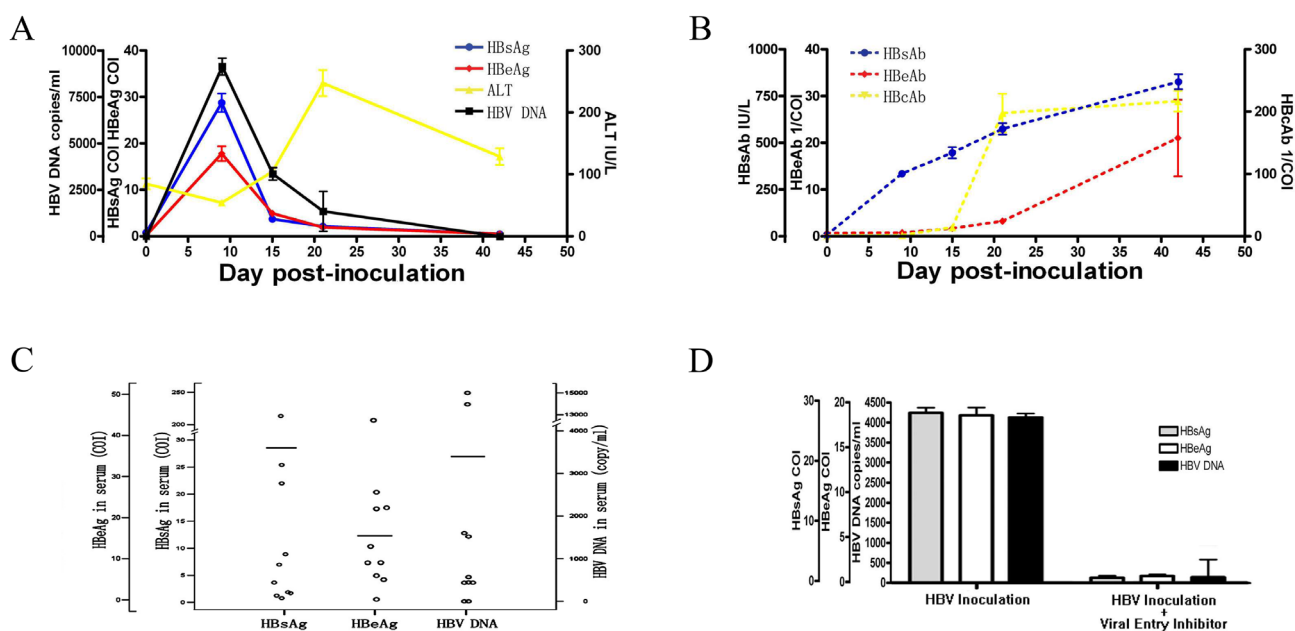 A
HBV DNA copies/ml
HBsAg COI HBeAg COI
10000
7500
5000
2500
0
40
30
20
10
0
0 5 10 15 20 25 30 35 40 45 50
Day post-inoculation
300
200
100
0
ALT IU/L
HBsAg
HBeAg
ALT
HBV DNA
B
HBsAb IU/L
HBeAb 1/COI
1000
750
500
250
0
40
30
20
10
0
0 5 10 15 20 25 30 35 40 45 50
Day post-inoculation
300
200
100
0
HBcAb 1/COI
HBsAb
HBeAb
HBcAb
C
HBeAg in serum (COI)
50
40
30
20
10
0
HBsAg in serum (COI)
250
200
30
25
20
15
10
5
0
HBsAg HBeAg HBV DNA
15000
13000
4000
3000
2000
1000
0
HBV DNA in serum (copy/ml)
D
HBsAg COI
30
20
10
0
HBeAg COI
20
15
10
5
0
HBV DNA copies/ml
4500
4000
3500
3000
2500
2000
1500
1000
500
0
HBsAg
HBeAg
HBV DNA
HBV Inoculation
HBV Inoculation
+
Viral Entry Inhibitor